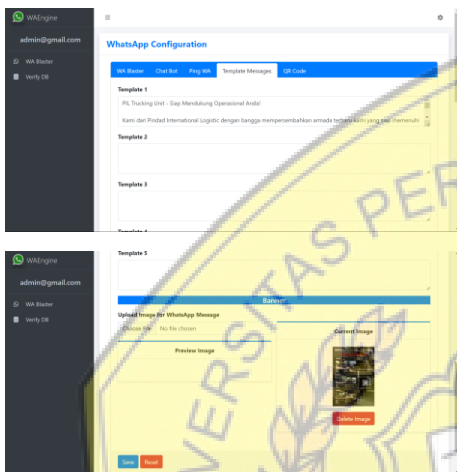 WAEngine
admin@gmail.com
WA Blaster
Verify DB
WhatsApp Configuration
WA Blaster Chat Bot Ping WA Template Messages QR Code
Template 1
PIL Trucking Unit - Siap Mendukung Operasional Anda!
Kami dari Pindad International Logistic dengan bangga mempersembahkan armada terbaru kami yang siap memenuhi
Template 2
Template 3
Template 4
WAEngine
admin@gmail.com
WA Blaster
Verify DB
Template 5
Banner
Upload Image for WhatsApp Message
Choose File No file chosen
Preview Image
Current Image
Delete Image
Save Reset
VERSITAS PER